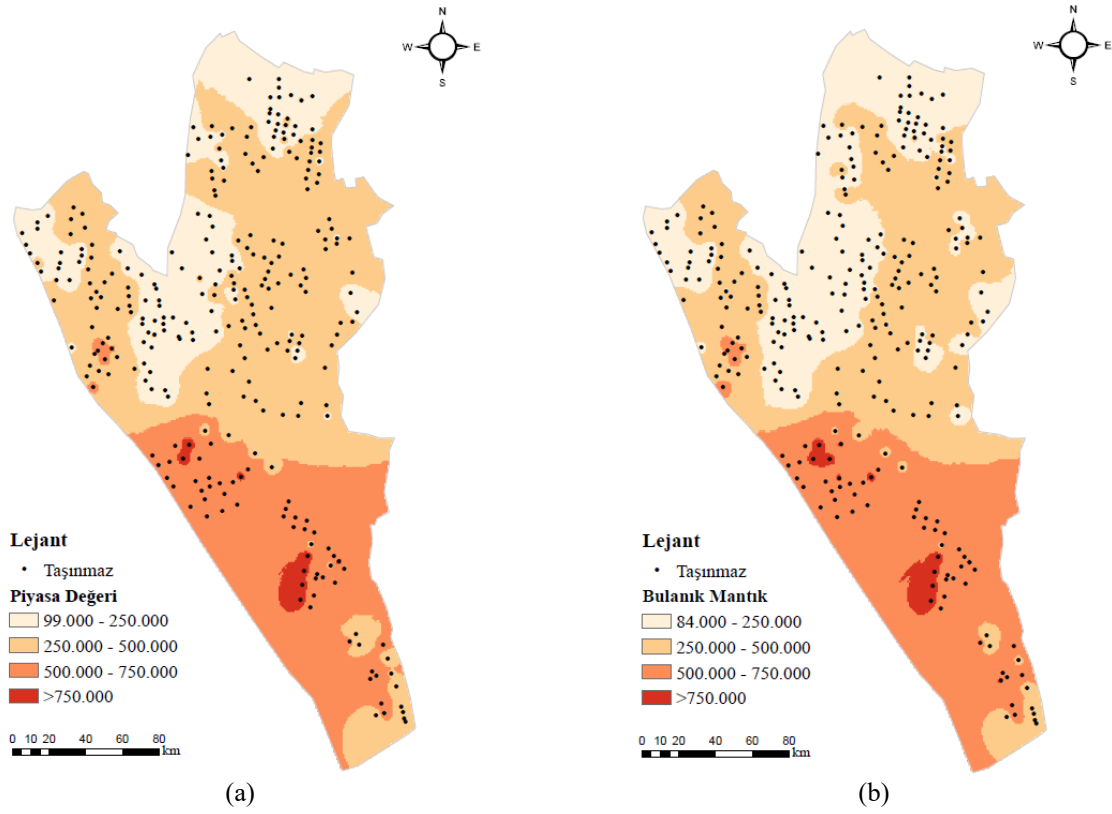 N
W E
S
Lejant
Taşınmaz
Piyasa Değeri
99.000 - 250.000
250.000 - 500.000
500.000 - 750.000
>750.000
0 10 20 40 60 80
km
(a)
N
W E
S
Lejant
Taşınmaz
Bulanık Mantık
84.000 - 250.000
250.000 - 500.000
500.000 - 750.000
>750.000
0 10 20 40 60 80
km
(b)